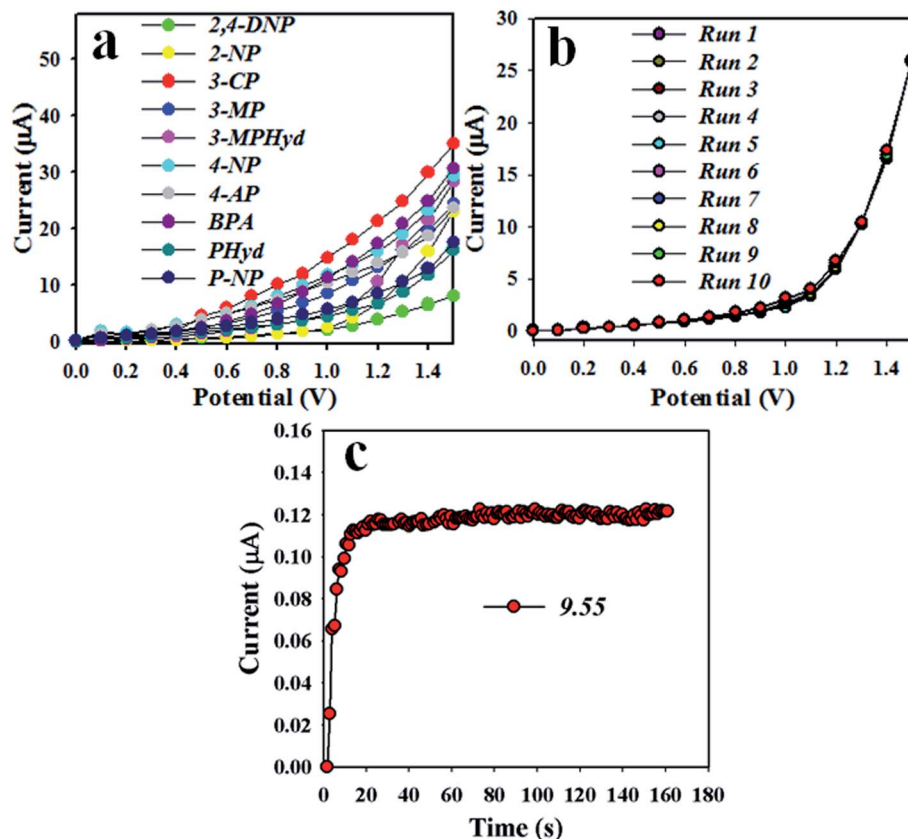 a
2,4-DNP
2-NP
3-CP
3-MP
3-MPHyd
4-NP
4-AP
BPA
PHyd
P-NP
50
40
30
20
10
0
Current (µA)
0.0 0.2 0.4 0.6 0.8 1.0 1.2 1.4
Potential (V)
b
Run 1
Run 2
Run 3
Run 4
Run 5
Run 6
Run 7
Run 8
Run 9
Run 10
30
25
20
15
10
5
0
Current (µA)
0.0 0.2 0.4 0.6 0.8 1.0 1.2 1.4
Potential (V)
c
9.55
0.16
0.14
0.12
0.10
0.08
0.06
0.04
0.02
0.00
Current (µA)
0 20 40 60 80 100 120 140 160 180
Time (s)